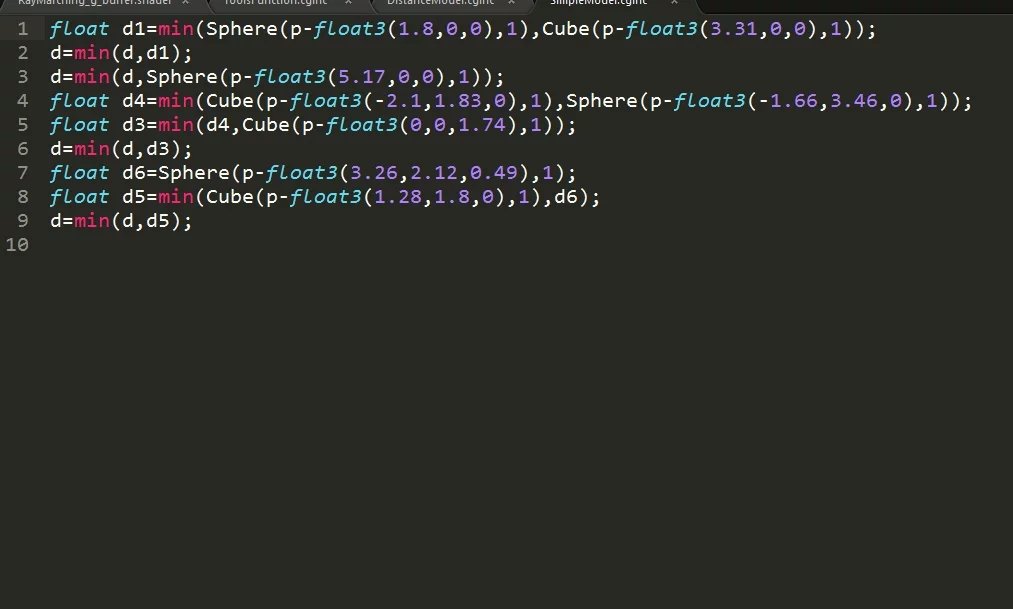 RayMarching_g_buffer.shader × ToolsFunction.cginc × DistanceModel.cginc × SimpleModel.cginc ×
1 float d1=min(Sphere(p-float3(1.8,0,0),1),Cube(p-float3(3.31,0,0),1));
2 d=min(d,d1);
3 d=min(d,Sphere(p-float3(5.17,0,0),1));
4 float d4=min(Cube(p-float3(-2.1,1.83,0),1),Sphere(p-float3(-1.66,3.46,0),1));
5 float d3=min(d4,Cube(p-float3(0,0,1.74),1));
6 d=min(d,d3);
7 float d6=Sphere(p-float3(3.26,2.12,0.49),1);
8 float d5=min(Cube(p-float3(1.28,1.8,0),1),d6);
9 d=min(d,d5);
10